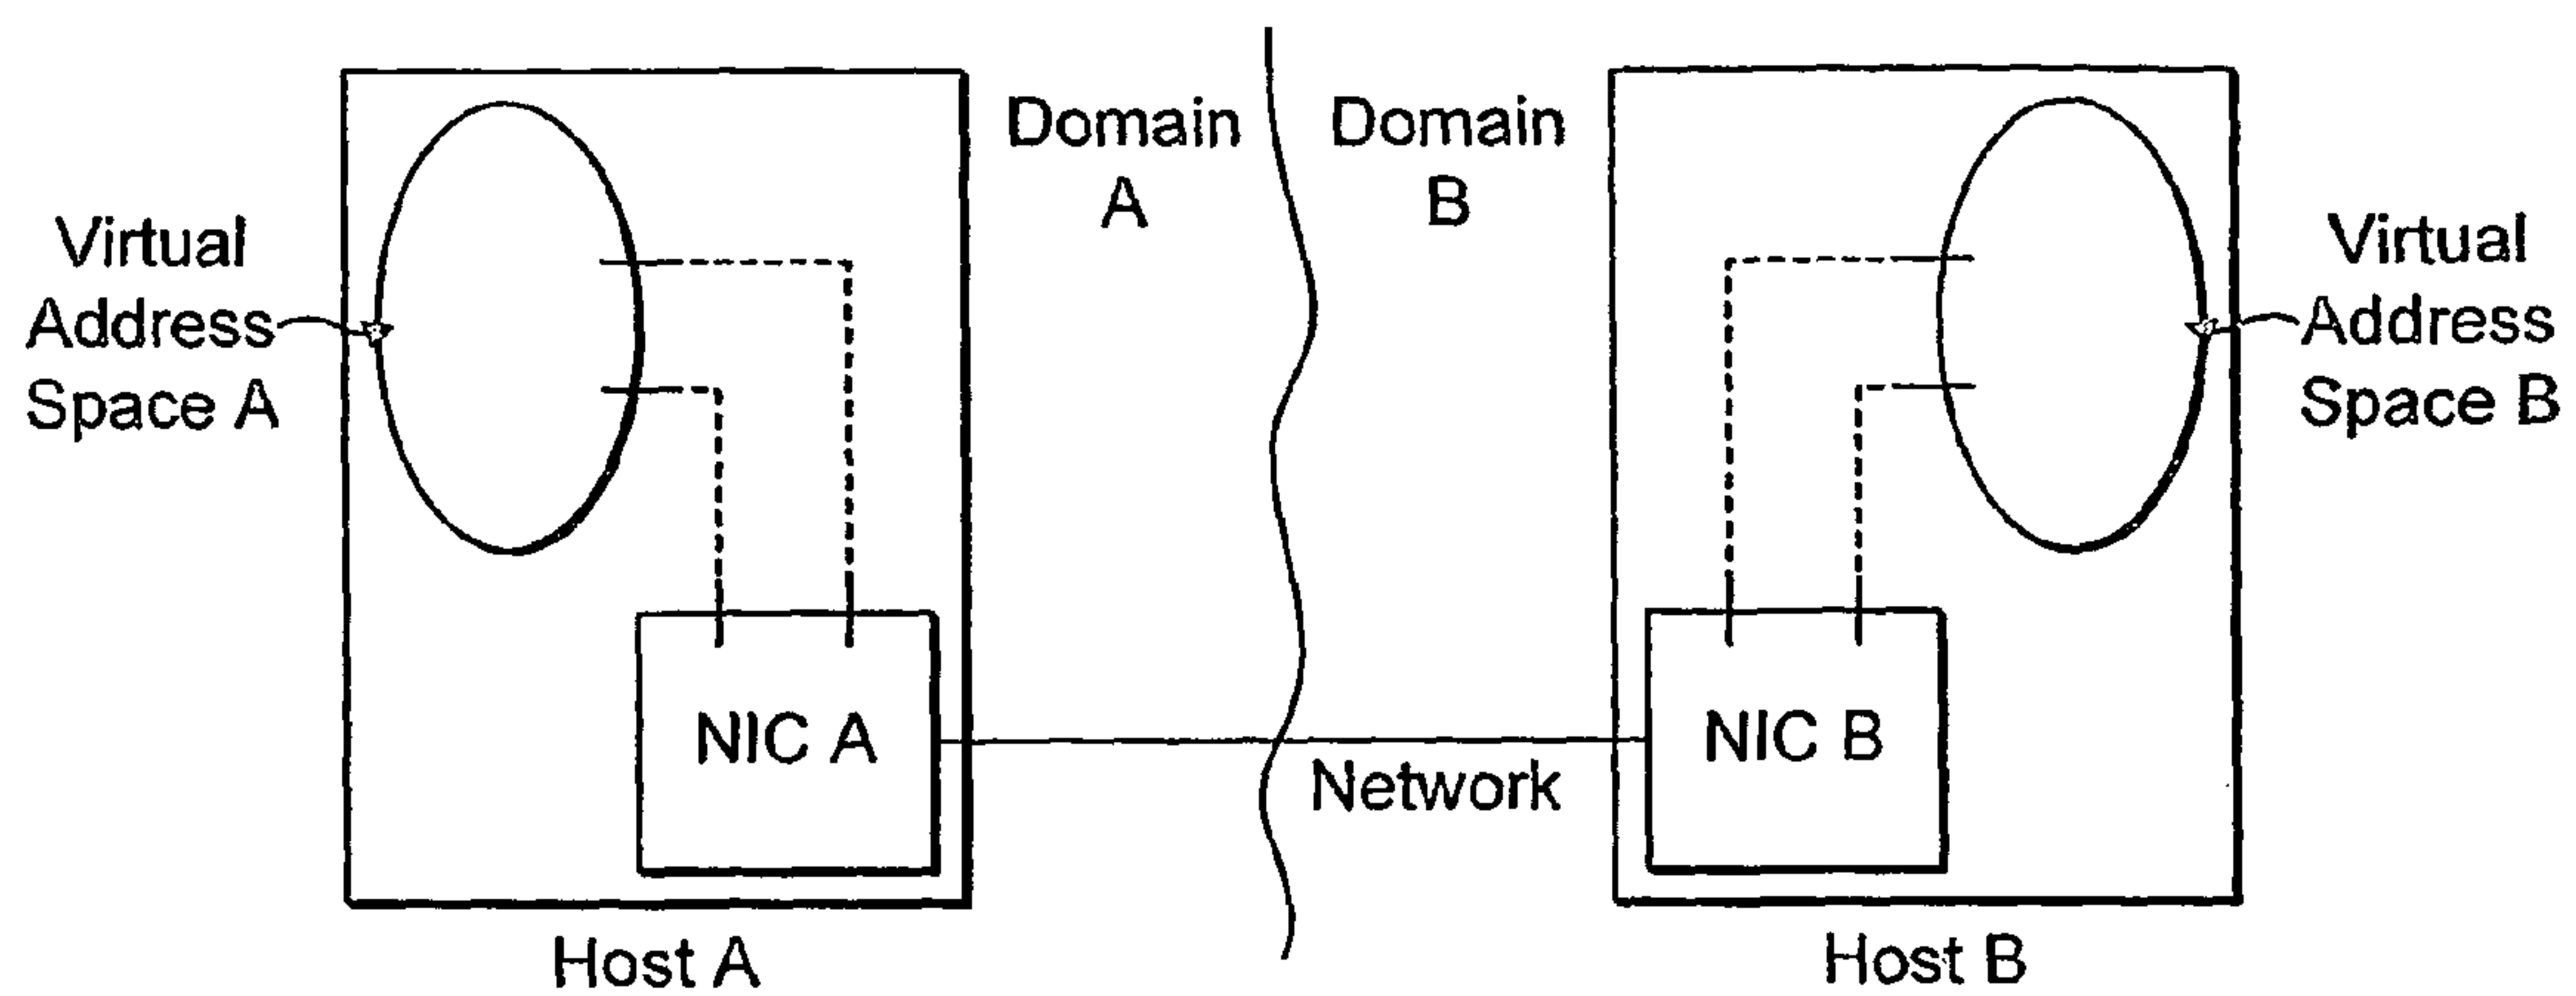 Domain
A
Domain
B
Virtual
Address
Space A
Virtual
Address
Space B
NIC A
NIC B
Network
Host A
Host B